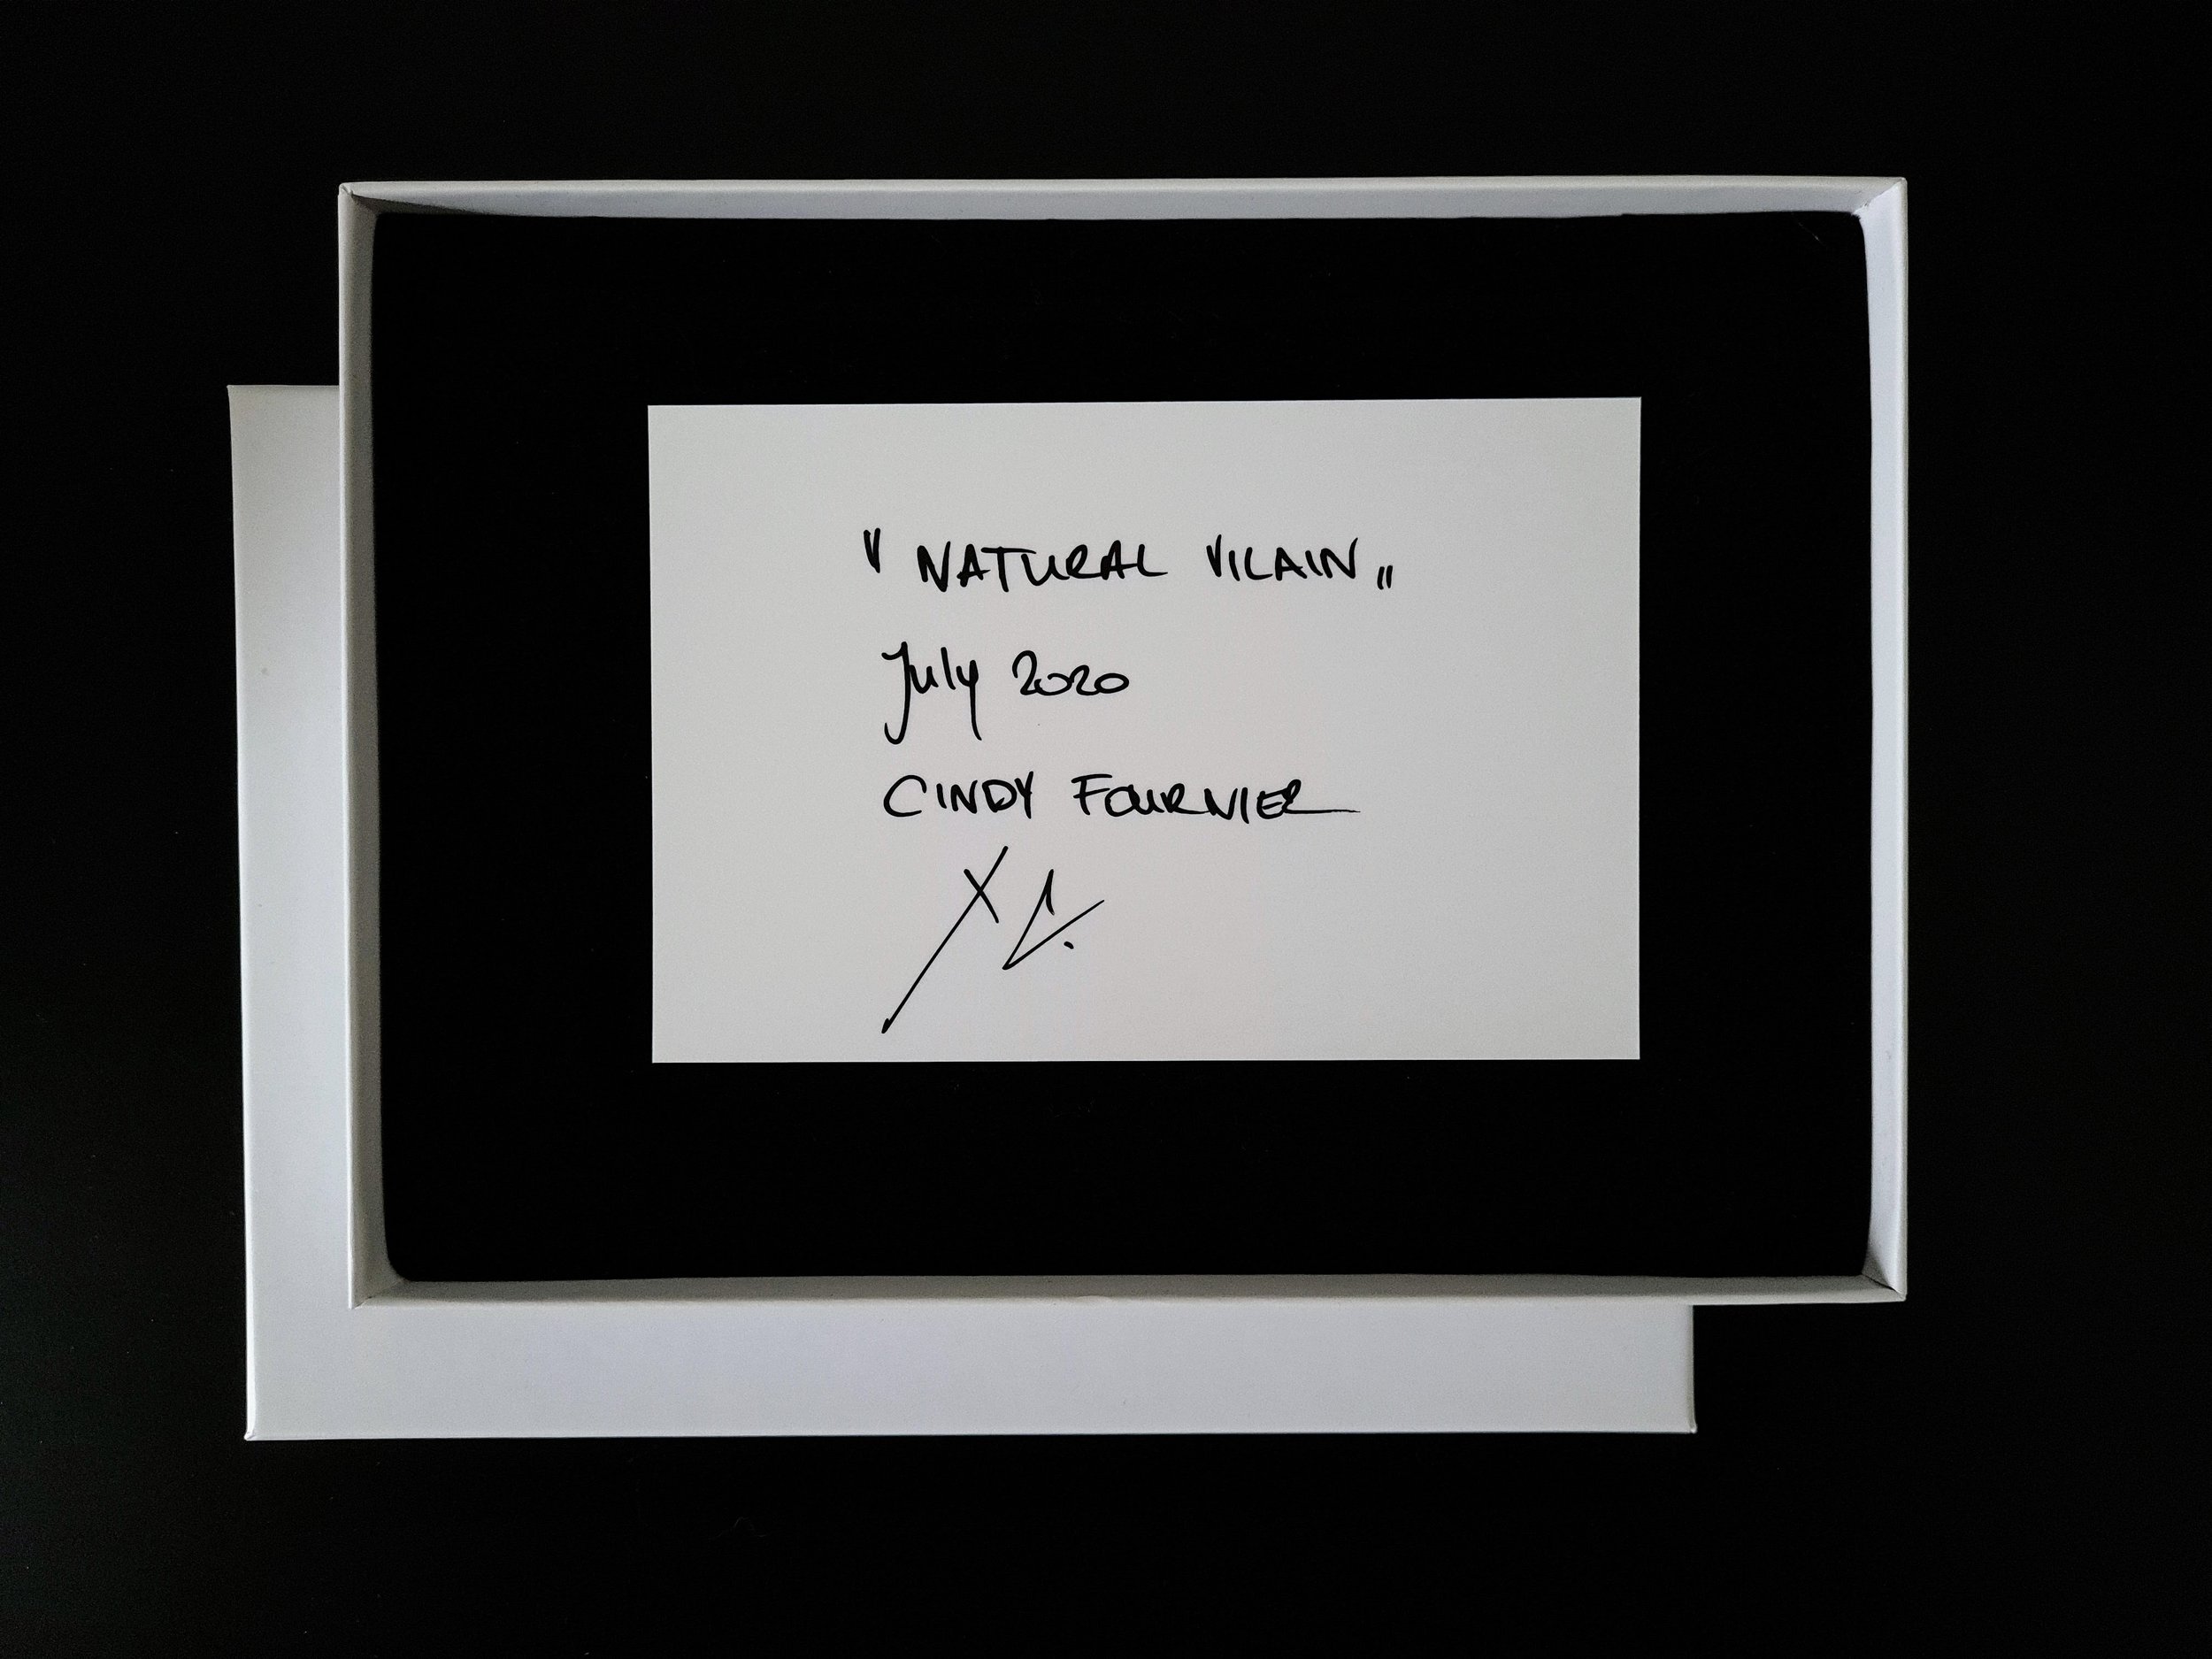 " NATURAL VILAIN "
July 2020
CINDY FOURNIER